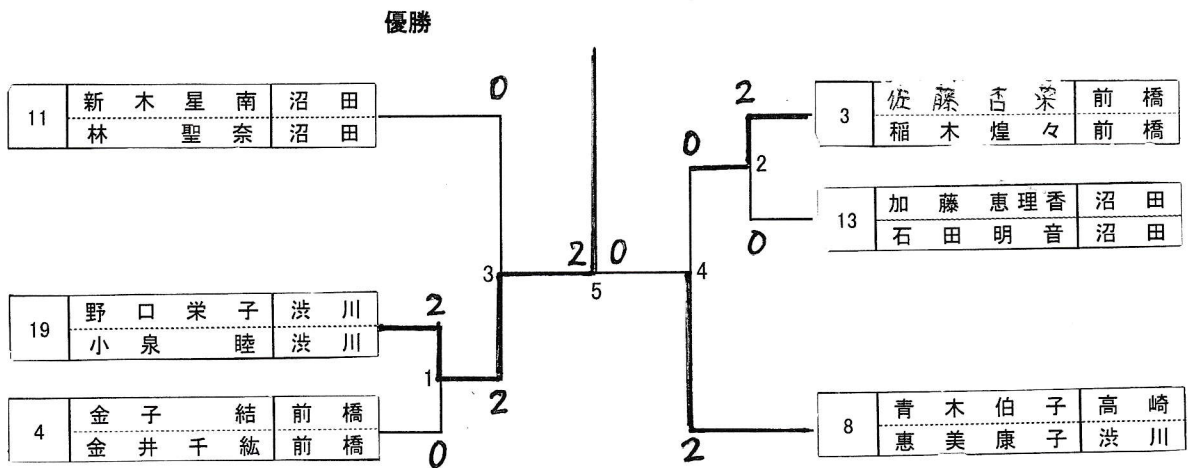 優勝
0
11 新木星南 沼田
林聖奈 沼田
2
3 佐藤杏菜 前橋
稲木煌々 前橋
0
2
13 加藤恵理香 沼田
石田明音 沼田
0
3
2 0
5
4
19 野口栄子 渋川
小泉睦 渋川
2
1
2
4 金子結 前橋
金井千紘 前橋
0
8 青木伯子 高崎
惠美康子 渋川
2